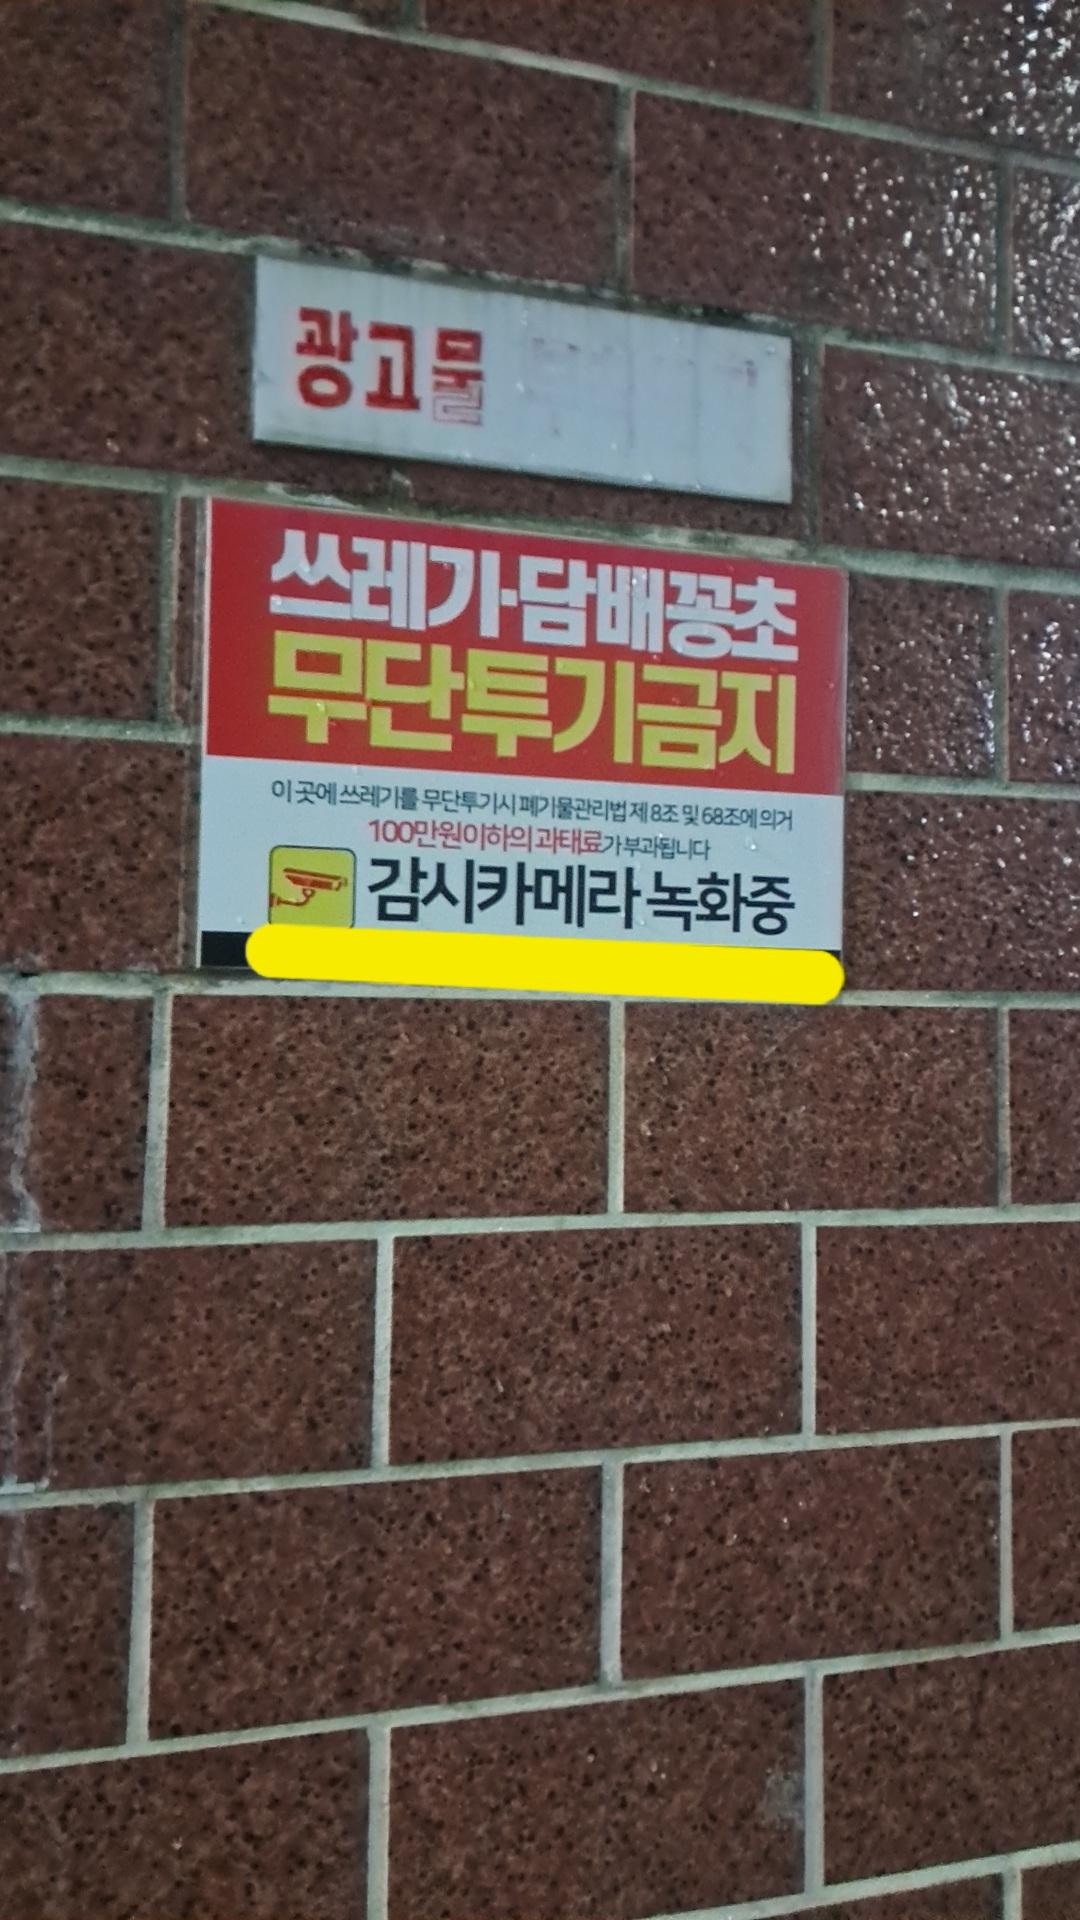 광고물
쓰레기·담배꽁초
무단투기금지
이 곳에 쓰레기를 무단투기시 폐기물관리법 제 8조 및 68조에 의거
100만원이하의 과태료가 부과됩니다
감시카메라 녹화중